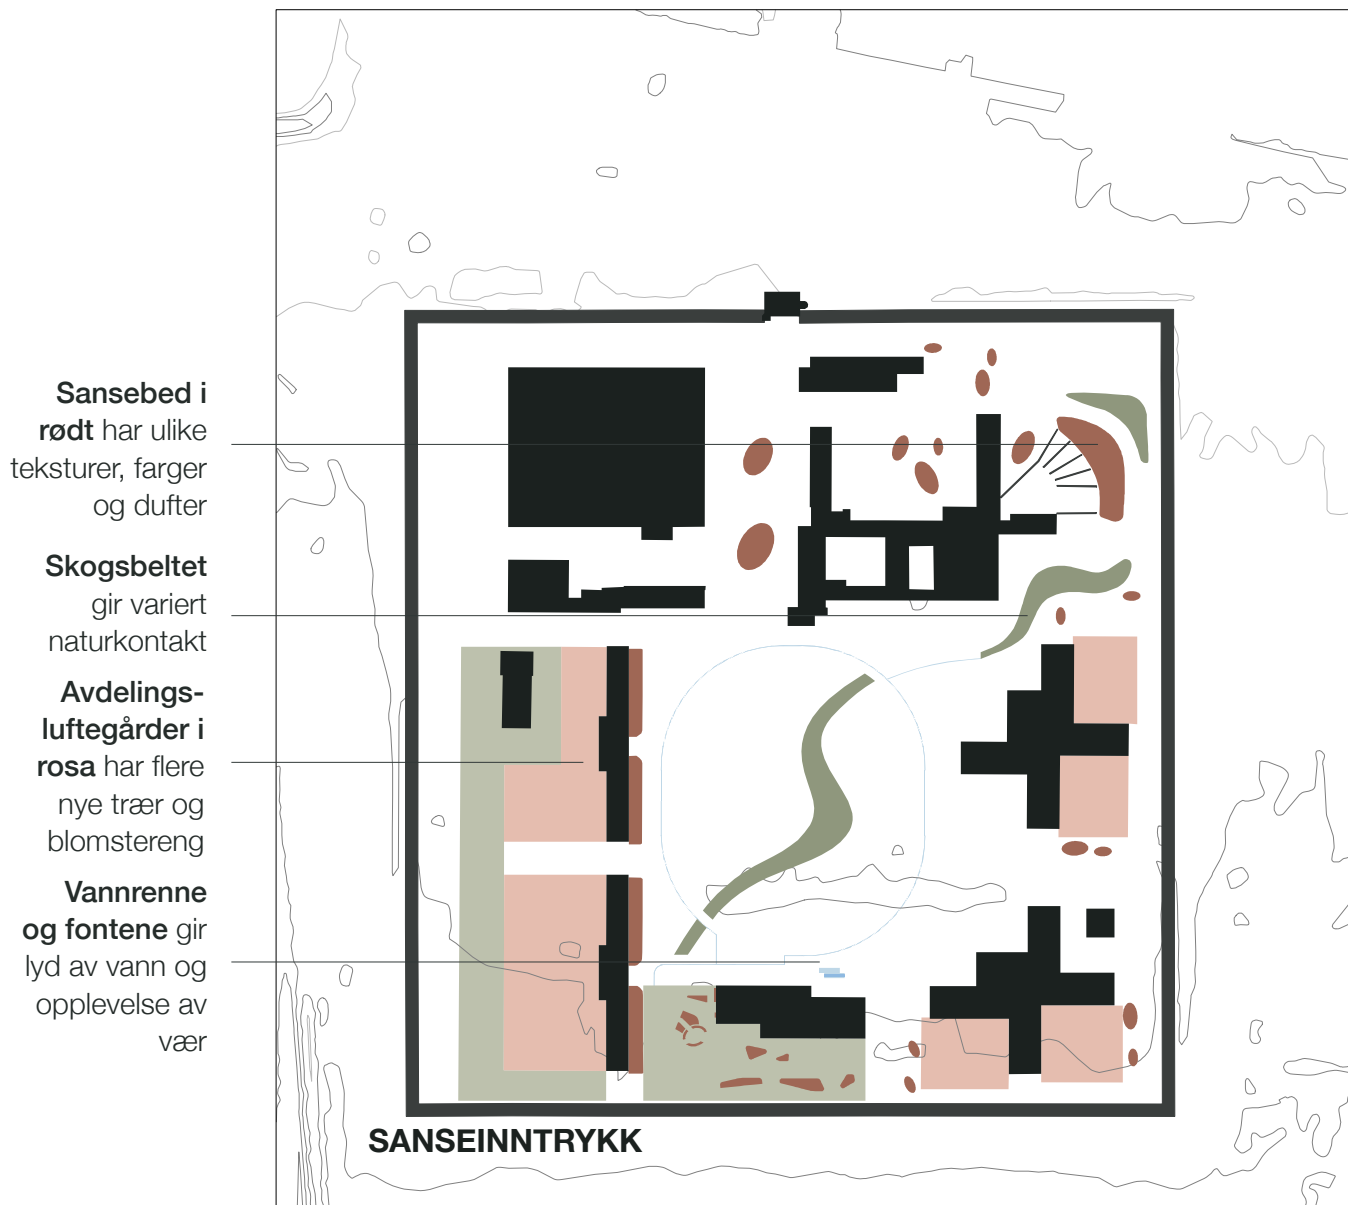 Sansebed i
rødt har ulike
teksturer, farger
og dufter
Skogsbeltet
gir variert
naturkontakt
Avdelings-
luftegårder i
rosa har flere
nye trær og
blomstereng
Vannrenne
og fontene gir
lyd av vann og
opplevelse av
vær
SANSEINNTRYKK